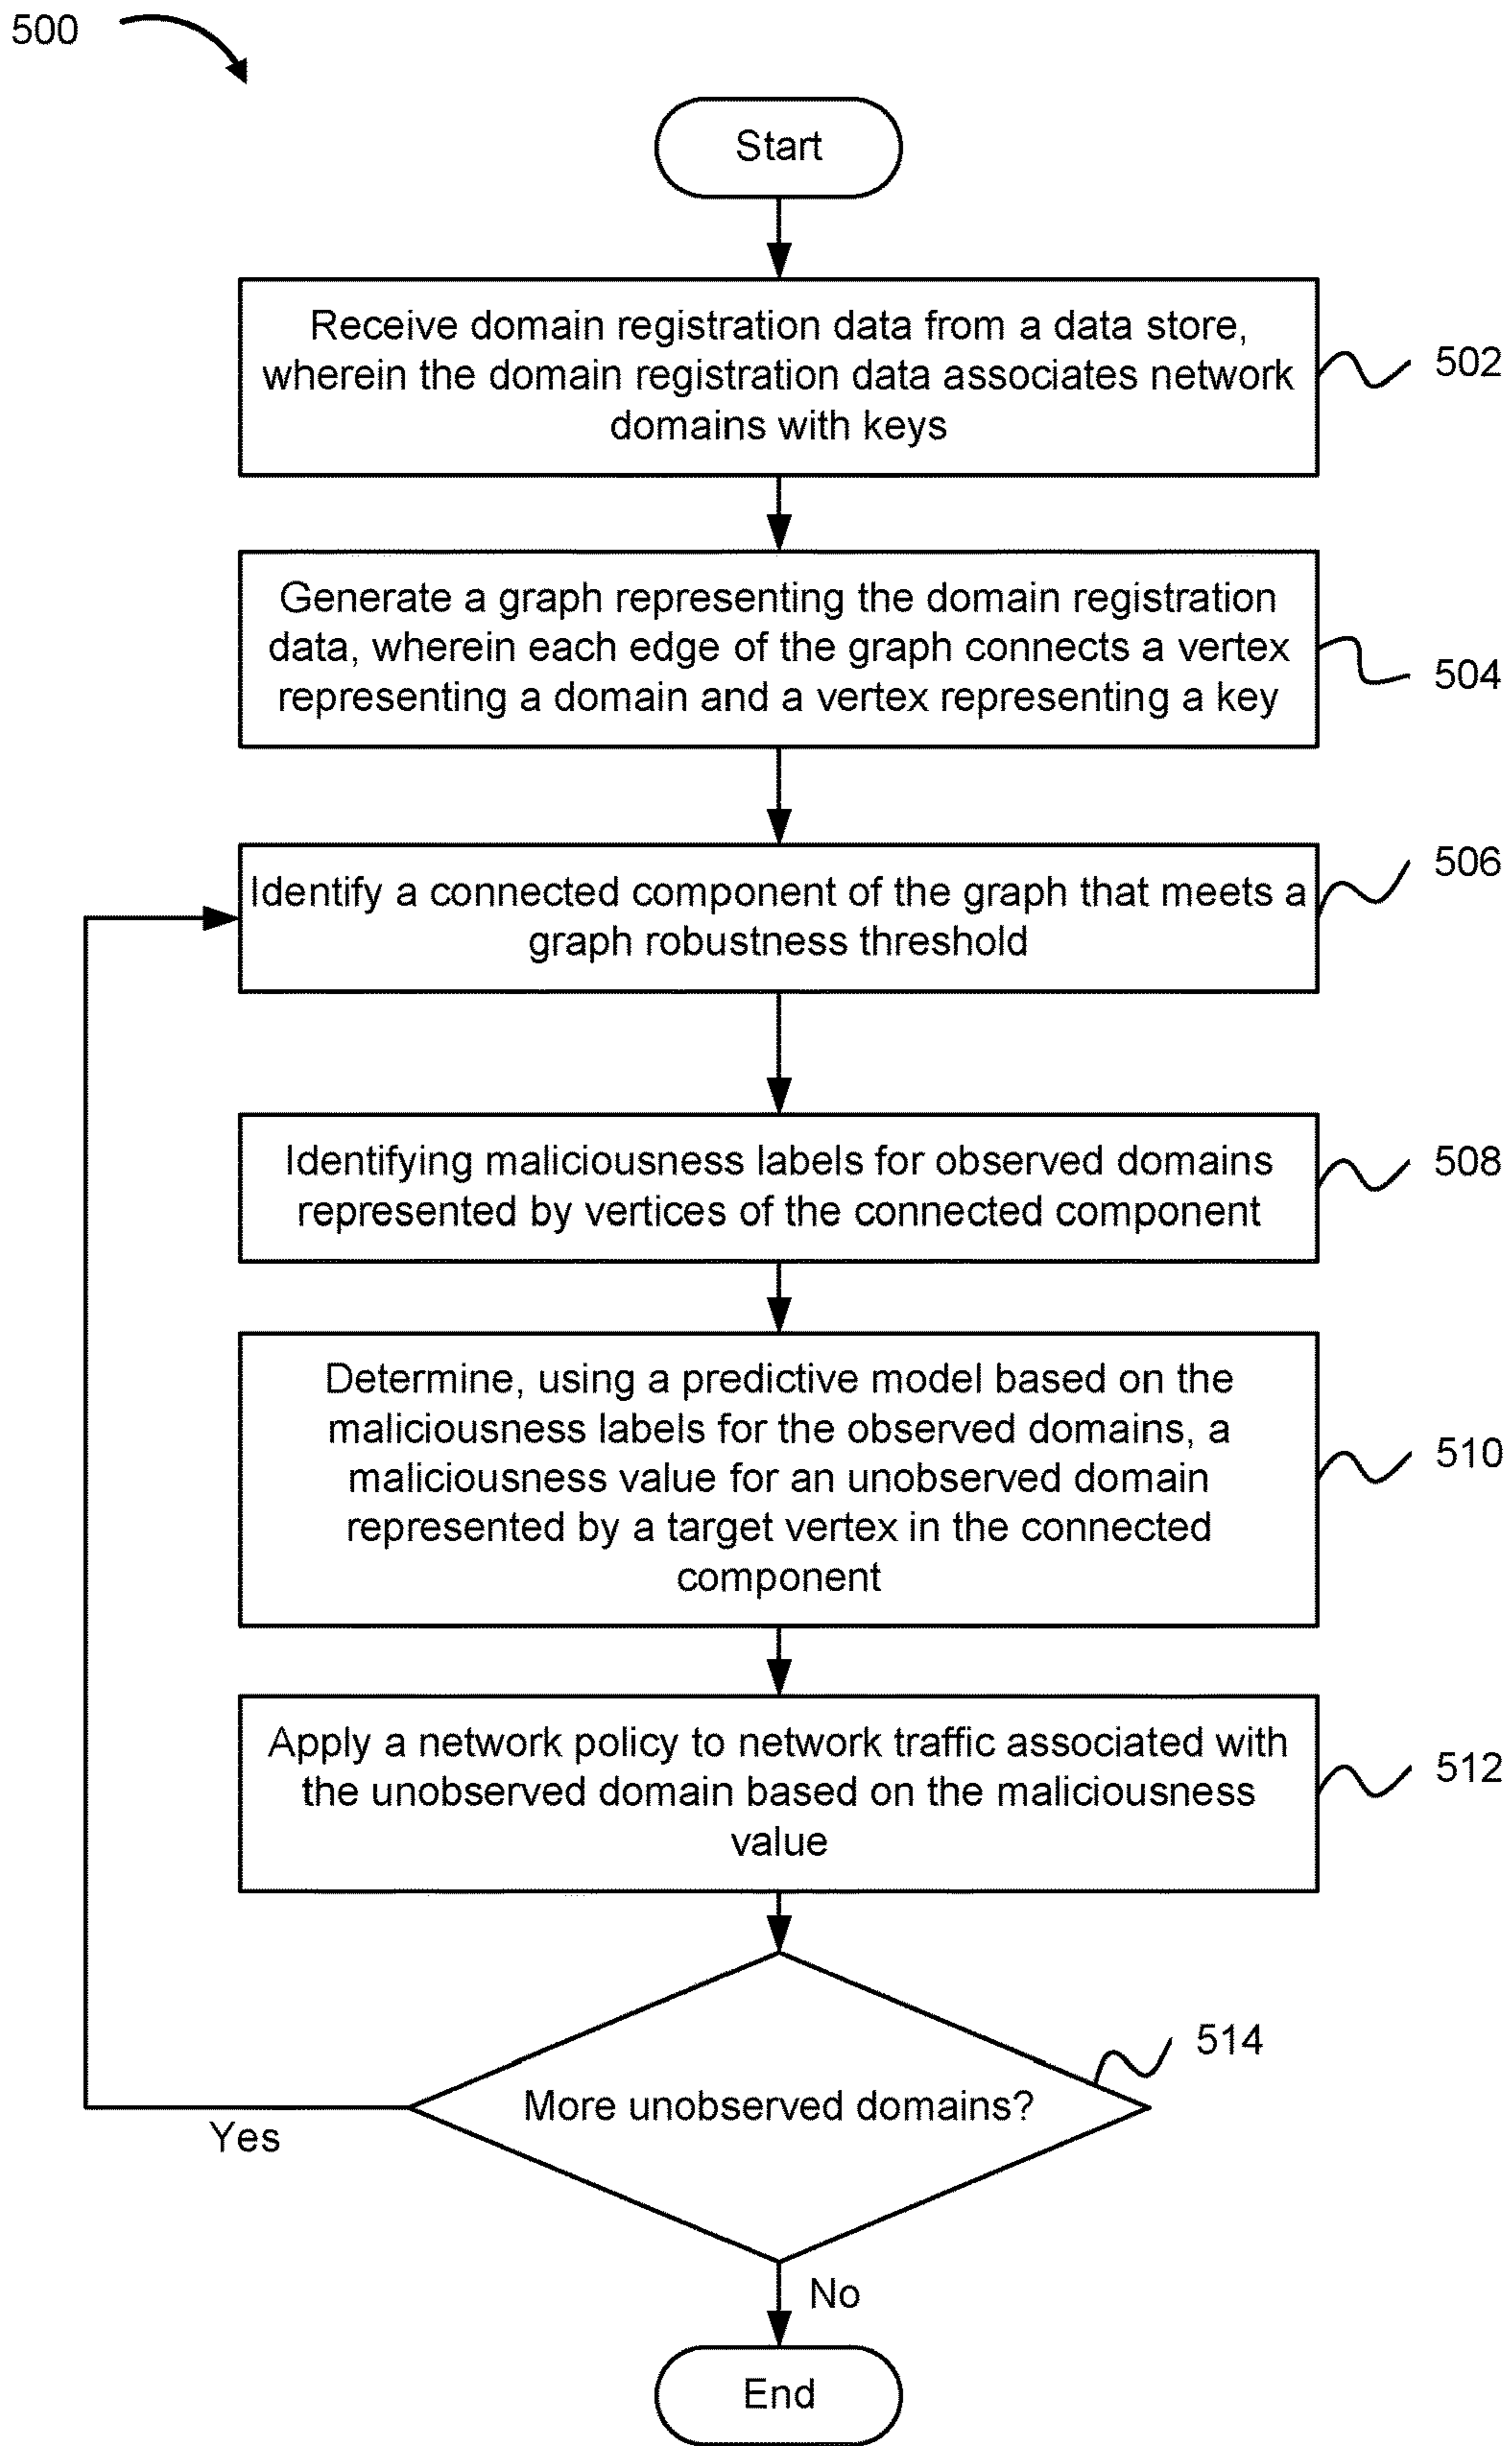 500
Start
Receive domain registration data from a data store,
wherein the domain registration data associates network
domains with keys
502
Generate a graph representing the domain registration
data, wherein each edge of the graph connects a vertex
representing a domain and a vertex representing a key
504
Identify a connected component of the graph that meets a
graph robustness threshold
506
Identifying maliciousness labels for observed domains
represented by vertices of the connected component
508
Determine, using a predictive model based on the
maliciousness labels for the observed domains, a
maliciousness value for an unobserved domain
represented by a target vertex in the connected
component
510
Apply a network policy to network traffic associated with
the unobserved domain based on the maliciousness
value
512
More unobserved domains?
514
Yes
No
End